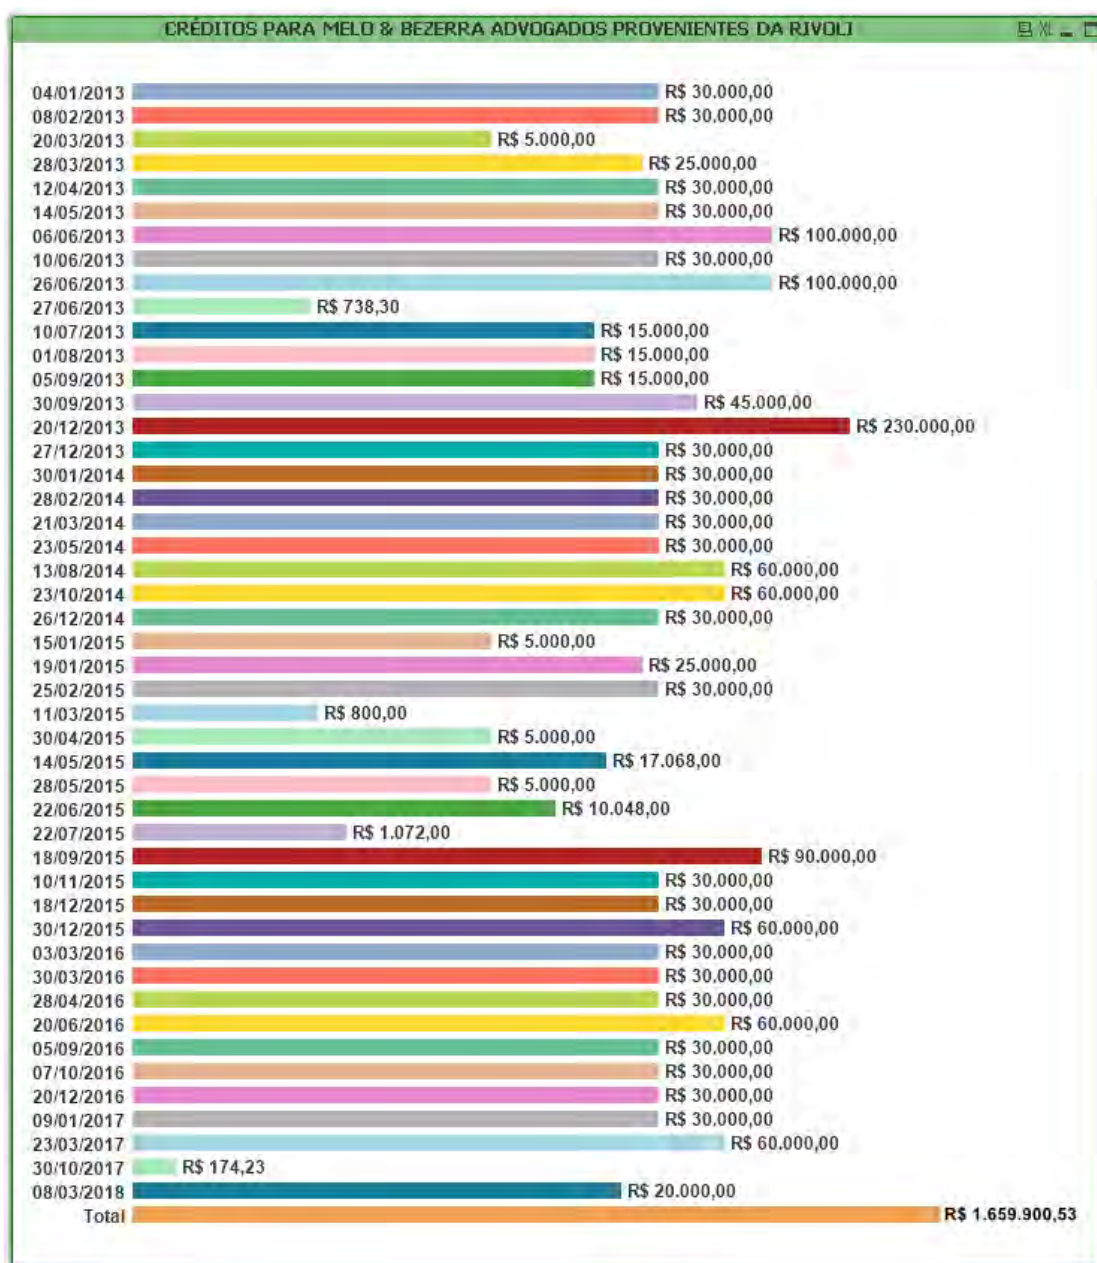 CRÉDITOS PARA MELO & BEZERRA ADVOGADOS PROVENIENTES DA RIVOLI
04/01/2013 R$ 30.000,00
08/02/2013 R$ 30.000,00
20/03/2013 R$ 5.000,00
28/03/2013 R$ 25.000,00
12/04/2013 R$ 30.000,00
14/05/2013 R$ 30.000,00
06/06/2013 R$ 100.000,00
10/06/2013 R$ 30.000,00
26/06/2013 R$ 100.000,00
27/06/2013 R$ 738,30
10/07/2013 R$ 15.000,00
01/08/2013 R$ 15.000,00
05/09/2013 R$ 15.000,00
30/09/2013 R$ 45.000,00
20/12/2013 R$ 230.000,00
27/12/2013 R$ 30.000,00
30/01/2014 R$ 30.000,00
28/02/2014 R$ 30.000,00
21/03/2014 R$ 30.000,00
23/05/2014 R$ 30.000,00
13/08/2014 R$ 60.000,00
23/10/2014 R$ 60.000,00
26/12/2014 R$ 30.000,00
15/01/2015 R$ 5.000,00
19/01/2015 R$ 25.000,00
25/02/2015 R$ 30.000,00
11/03/2015 R$ 800,00
30/04/2015 R$ 5.000,00
14/05/2015 R$ 17.068,00
28/05/2015 R$ 5.000,00
22/06/2015 R$ 10.048,00
22/07/2015 R$ 1.072,00
18/09/2015 R$ 90.000,00
10/11/2015 R$ 30.000,00
18/12/2015 R$ 30.000,00
30/12/2015 R$ 60.000,00
03/03/2016 R$ 30.000,00
30/03/2016 R$ 30.000,00
28/04/2016 R$ 30.000,00
20/06/2016 R$ 60.000,00
05/09/2016 R$ 30.000,00
07/10/2016 R$ 30.000,00
20/12/2016 R$ 30.000,00
09/01/2017 R$ 30.000,00
23/03/2017 R$ 60.000,00
30/10/2017 R$ 174,23
08/03/2018 R$ 20.000,00
Total R$ 1.659.900,53